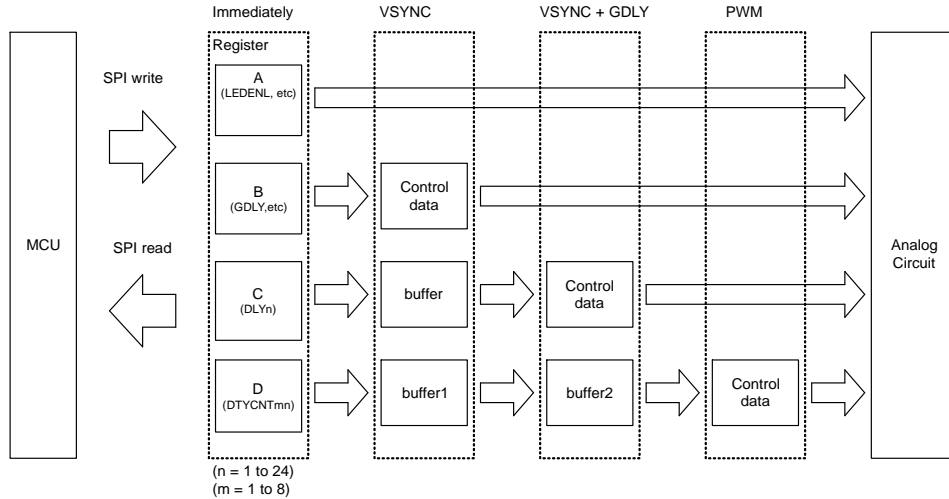 Immediately VSYNC VSYNC + GDLY PWM
Register
SPI write
A
(LEDENL, etc)
B
(GDLY,etc)
Control
data
MCU
SPI read
Analog
Circuit
C
(DLYn)
buffer
Control
data
D
(DTYCNTmn)
buffer1
buffer2
Control
data
(n = 1 to 24)
(m = 1 to 8)